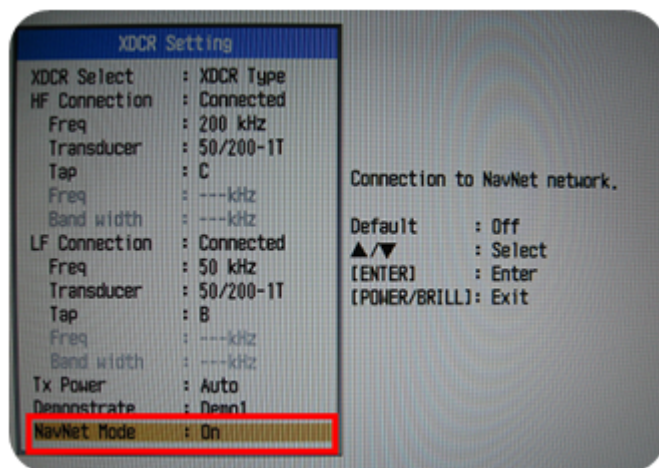 XDCR Setting
XDCR Select : XDCR Type
HF Connection : Connected
Freq : 200 kHz
Transducer : 50/200-1T
Tap : C
Freq : ---kHz
Band width : ---kHz
LF Connection : Connected
Freq : 50 kHz
Transducer : 50/200-1T
Tap : B
Freq : ---kHz
Band width : ---kHz
Tx Power : Auto
Demonstrate : Demo1
NavNet Mode : On
Connection to NavNet network.
Default : Off
▲/▼ : Select
[ENTER] : Enter
[POWER/BRILL]: Exit